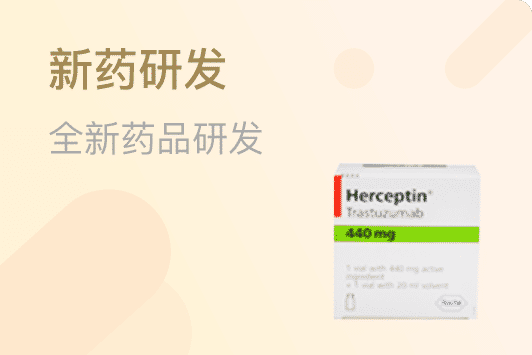 新药研发
全新药品研发
Herceptin®
Trastuzumab
440 mg
1 vial with 440 mg active
ingredient
+ 1 vial with 20 ml solvent
Roche